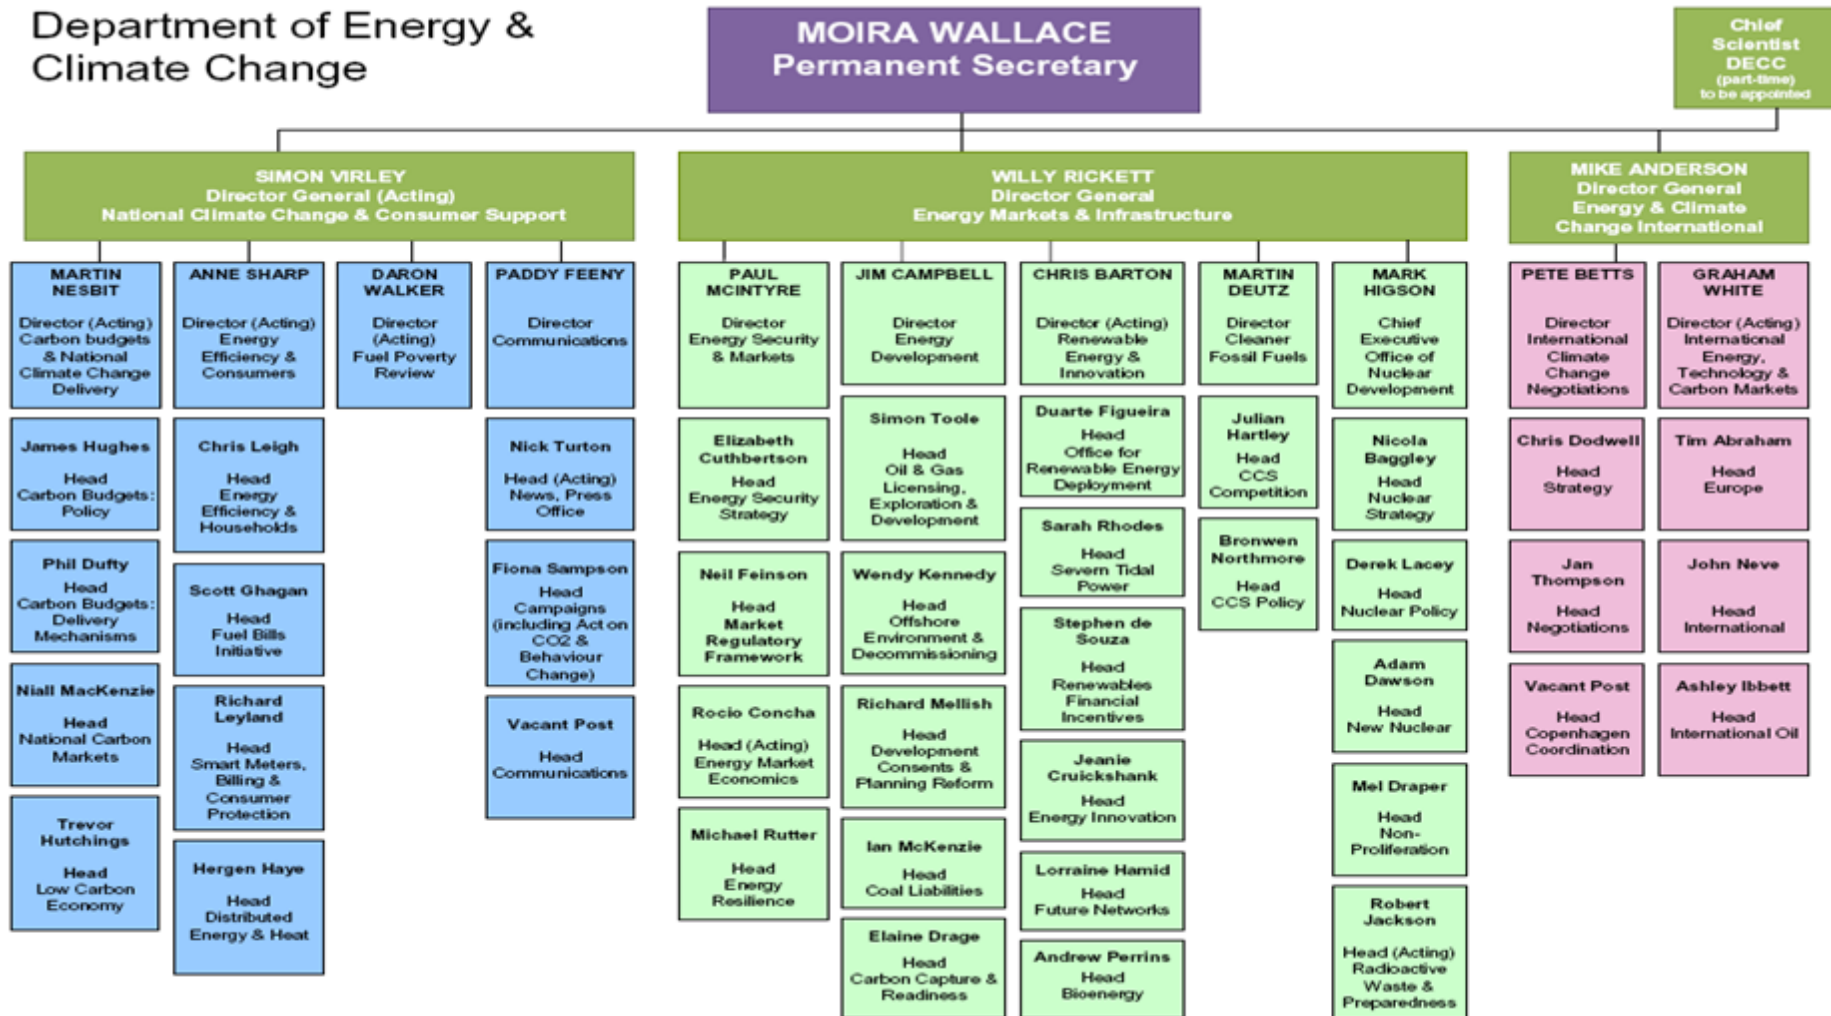 Department of Energy &
Climate Change
MOIRA WALLACE
Permanent Secretary
Chief
Scientist
DECC
(part-time)
to be appointed
SIMON VIRLEY
Director General (Acting)
National Climate Change & Consumer Support
WILLY RICKETT
Director General
Energy Markets & Infrastructure
MIKE ANDERSON
Director General
Energy & Climate
Change International
MARTIN
NESBIT
Director (Acting)
Carbon budgets
& National
Climate Change
Delivery
James Hughes
Head
Carbon Budgets:
Policy
Phil Dufty
Head
Carbon Budgets:
Delivery
Mechanisms
Niall MacKenzie
Head
National Carbon
Markets
Trevor
Hutchings
Head
Low Carbon
Economy
ANNE SHARP
Director (Acting)
Energy
Efficiency &
Consumers
Chris Leigh
Head
Energy
Efficiency &
Households
Scott Ghagan
Head
Fuel Bills
Initiative
Richard
Leyland
Head
Smart Meters,
Billing &
Consumer
Protection
Hergen Haye
Head
Distributed
Energy & Heat
DARON
WALKER
Director
(Acting)
Fuel Poverty
Review
PADDY FEENY
Director
Communications
Nick Turton
Head (Acting)
News, Press
Office
Fiona Sampson
Head
Campaigns
(including Act on
CO2 &
Behaviour
Change)
Vacant Post
Head
Communications
PAUL
MCINTYRE
Director
Energy Security
& Markets
Elizabeth
Cuthbertson
Head
Energy Security
Strategy
Neil Feinson
Head
Market
Regulatory
Framework
Rocio Concha
Head (Acting)
Energy Market
Economics
Michael Rutter
Head
Energy
Resilience
JIM CAMPBELL
Director
Energy
Development
Simon Toole
Head
Oil & Gas
Licensing,
Exploration &
Development
Wendy Kennedy
Head
Offshore
Environment &
Decommissioning
Richard Mellish
Head
Development
Consents &
Planning Reform
Ian McKenzie
Head
Coal Liabilities
Elaine Drage
Head
Carbon Capture &
Readiness
CHRIS BARTON
Director (Acting)
Renewable
Energy &
Innovation
Duarte Figueira
Head
Office for
Renewable Energy
Deployment
Sarah Rhodes
Head
Severn Tidal
Power
Stephen de
Souza
Head
Renewables
Financial
Incentives
Jeanie
Cruickshank
Head
Energy Innovation
Lorraine Hamid
Head
Future Networks
Andrew Perrins
Head
Bioenergy
MARTIN
DEUTZ
Director
Cleaner
Fossil Fuels
Julian
Hartley
Head
CCS
Competition
Bronwen
Northmore
Head
CCS Policy
MARK
HIGSON
Chief
Executive
Office of
Nuclear
Development
Nicola
Baggley
Head
Nuclear
Strategy
Derek Lacey
Head
Nuclear Policy
Adam
Dawson
Head
New Nuclear
Mel Draper
Head
Non-
Proliferation
Robert
Jackson
Head (Acting)
Radioactive
Waste &
Preparedness
PETE BETTS
Director
International
Climate
Change
Negotiations
Chris Dodwell
Head
Strategy
Jan
Thompson
Head
Negotiations
Vacant Post
Head
Copenhagen
Coordination
GRAHAM
WHITE
Director (Acting)
International
Energy,
Technology &
Carbon Markets
Tim Abraham
Head
Europe
John Neve
Head
International
Ashley Ibbett
Head
International Oil